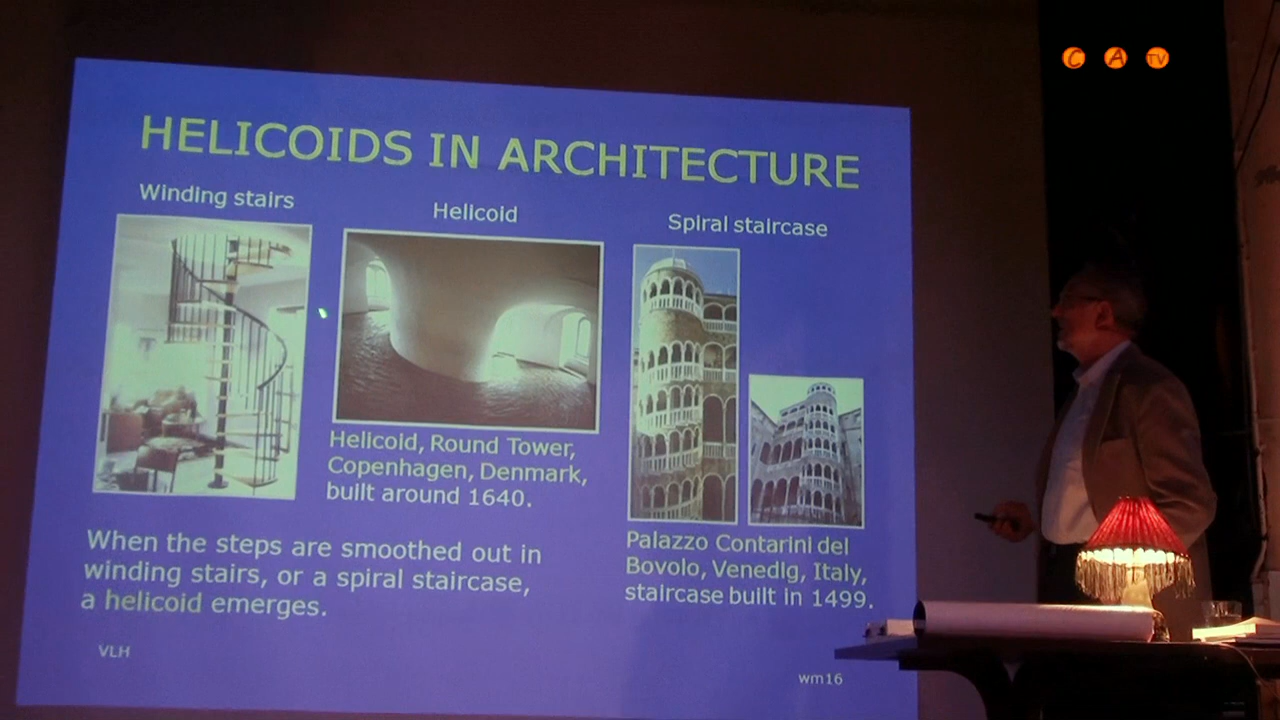 C A TV
HELICOIDS IN ARCHITECTURE
Winding stairs
Helicoid
Spiral staircase
Helicoid, Round Tower,
Copenhagen, Denmark,
built around 1640.
Palazzo Contarini del
Bovolo, Venedig, Italy,
staircase built in 1499.
When the steps are smoothed out in
winding stairs, or a spiral staircase,
a helicoid emerges.
VLH
wm16